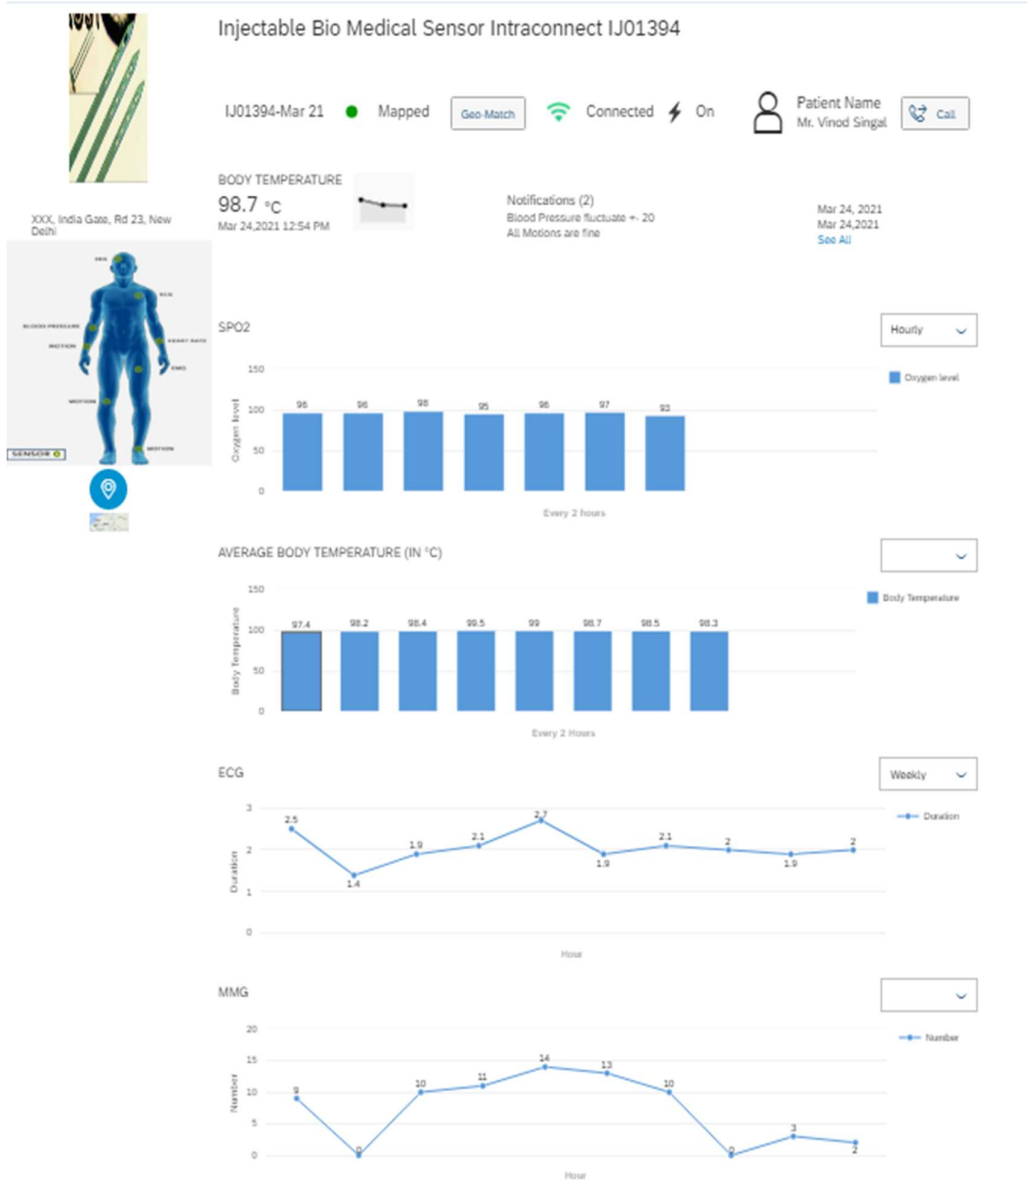 Injectable Bio Medical Sensor Intraconnect IJ01394
IJ01394-Mar 21
Mapped
Geo-Match
Connected
On
Patient Name
Mr. Vinod Singal
Call
XXX, India Gate, Rd 23, New
Delhi
BLOOD PRESSURE
MOTION
HEART RATE
MOTION
MOTION
SENSOR
BODY TEMPERATURE
98.7 °C
Mar 24,2021 12:54 PM
Notifications (2)
Blood Pressure fluctuate +- 20
All Motions are fine
Mar 24, 2021
Mar 24,2021
See All
SPO2
Hourly
Oxygen level
Oxygen level
150
100
50
0
96 96 98 95 96 97 93
Every 2 hours
AVERAGE BODY TEMPERATURE (IN °C)
Body Temperature
Body Temperature
150
100
50
0
97.4 98.2 98.4 99.5 99 98.7 98.5 98.3
Every 2 Hours
ECG
Weekly
Duration
Duration
3
2
1
0
2.5 1.4 1.9 2.1 2.7 1.9 2.1 2 1.9 2
Hour
MMG
Number
Number
20
15
10
5
0
9 0 10 11 14 13 10 0 3 2
Hour